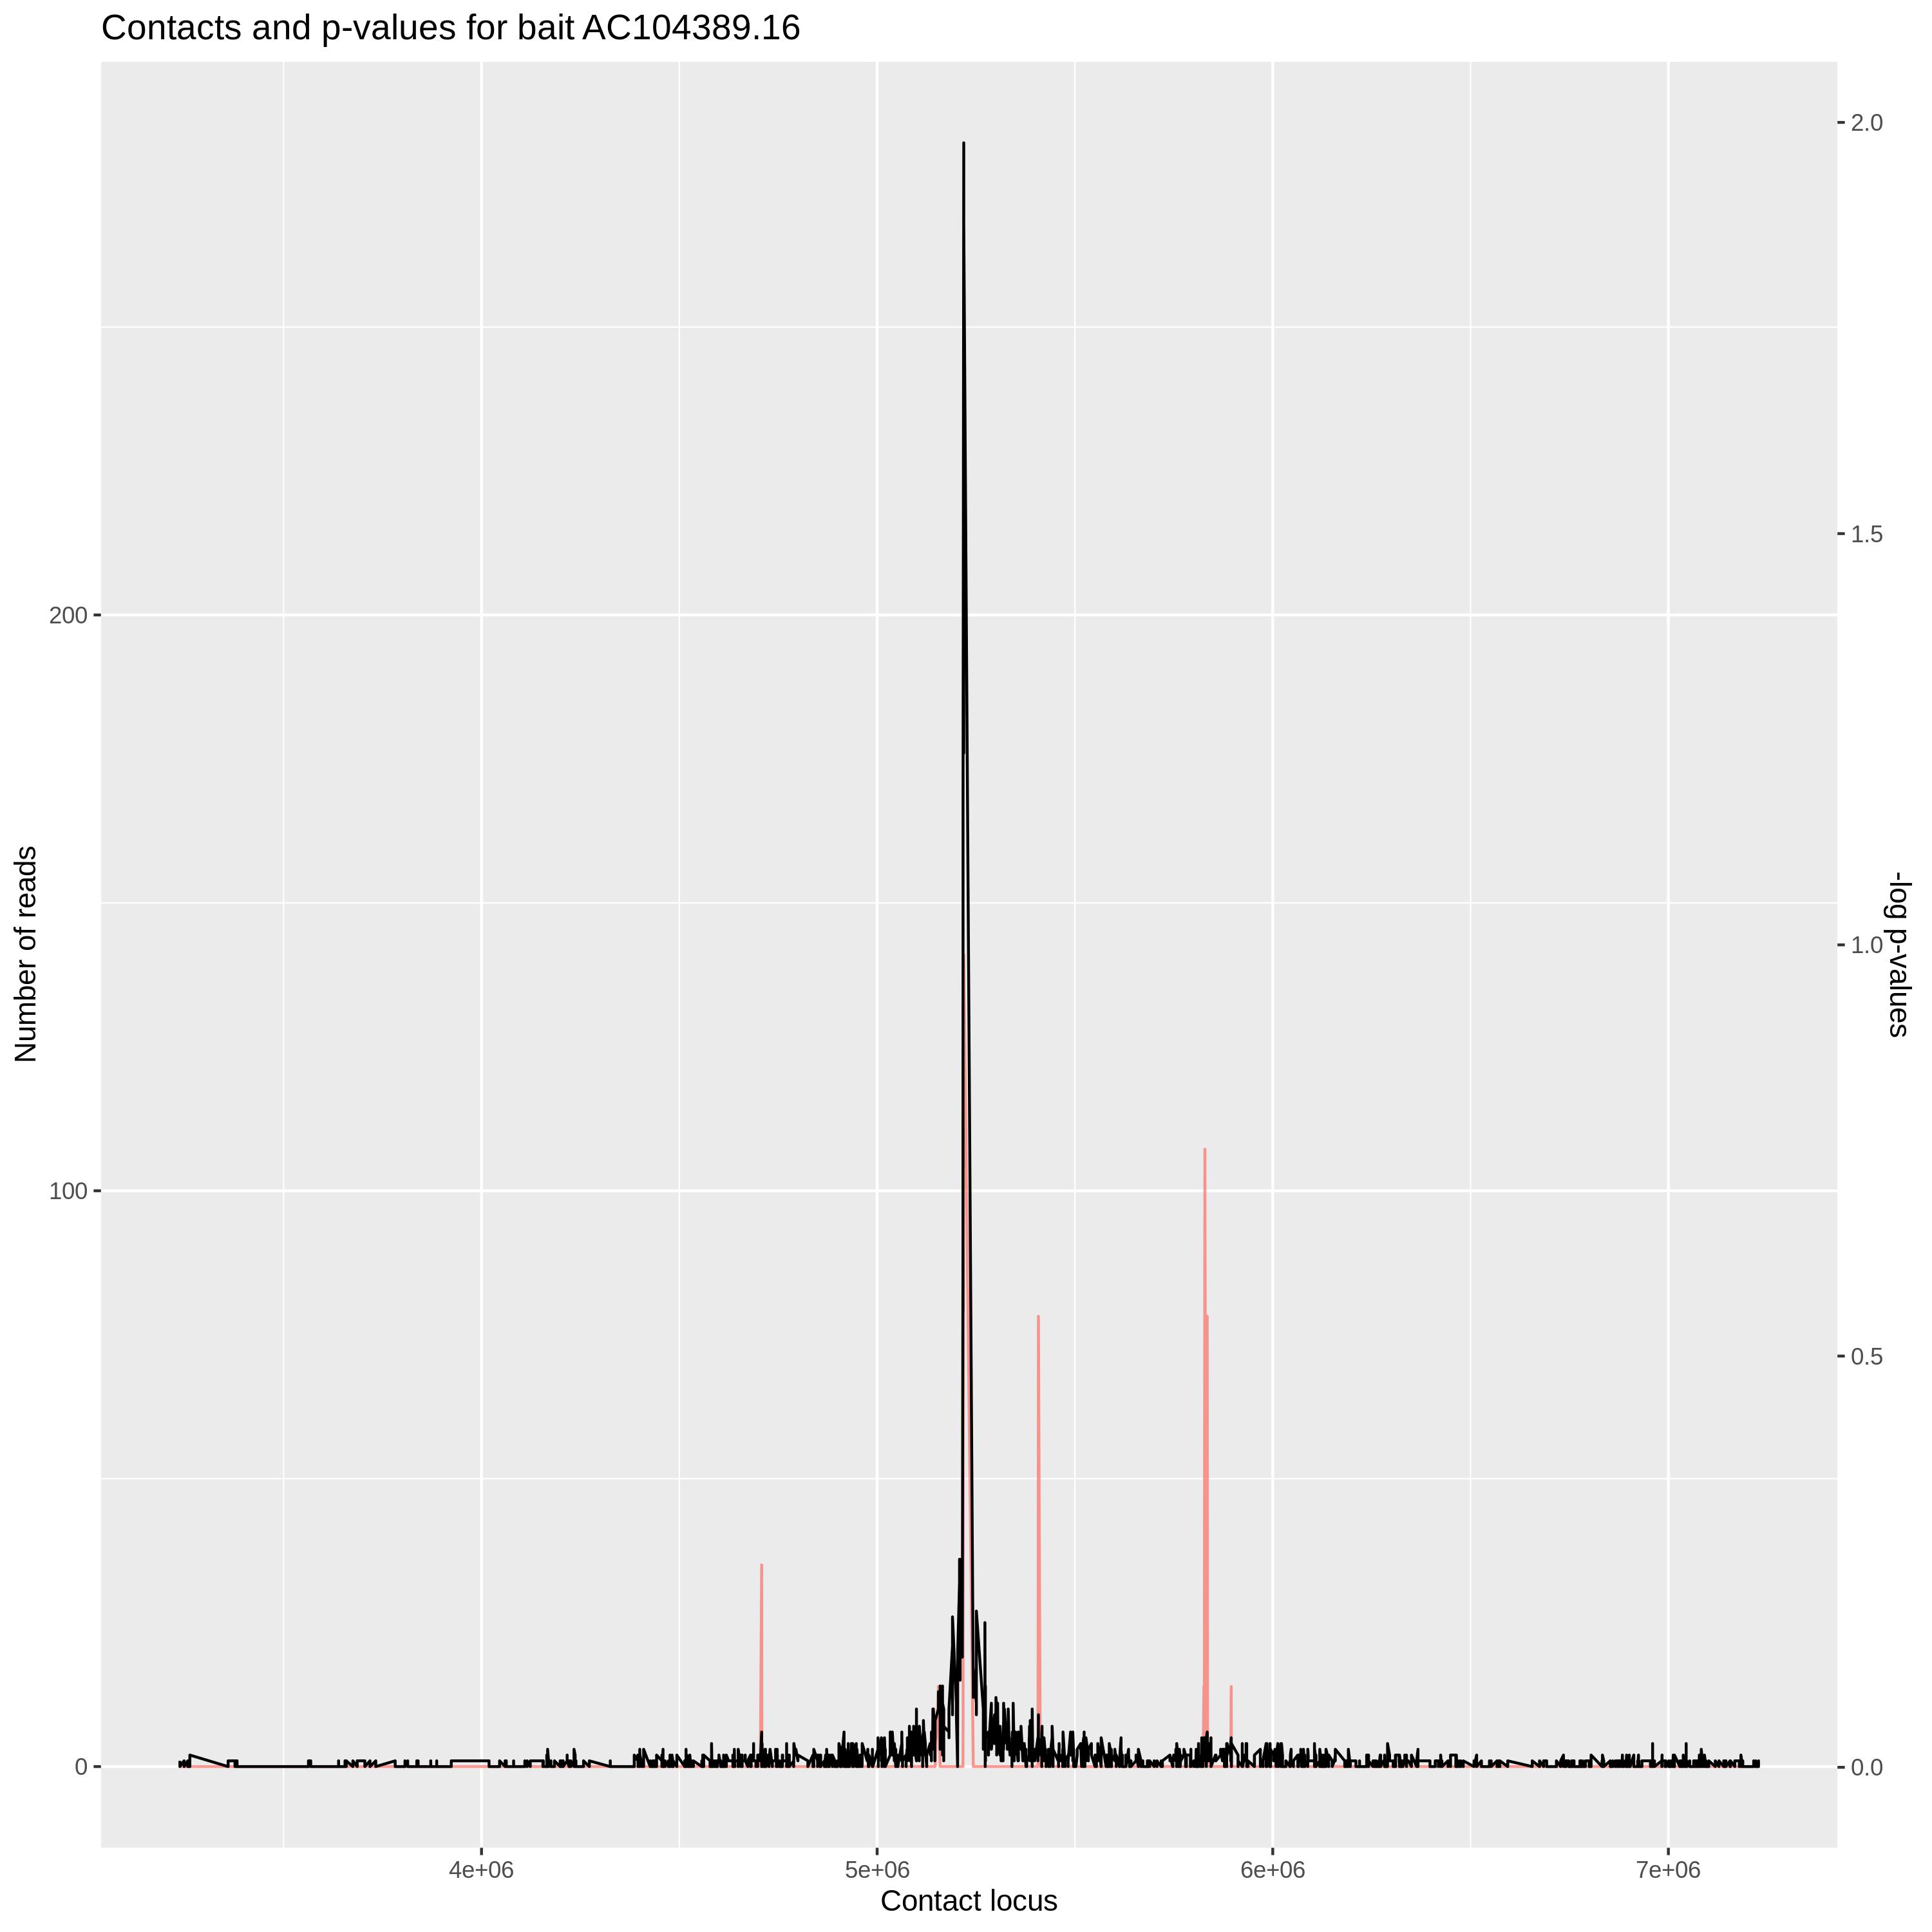 Contacts and p-values for bait AC104389.16
Number of reads
200
100
0
2.0
1.5
1.0
0.5
0.0
-log p-values
4e+06 5e+06 6e+06 7e+06
Contact locus